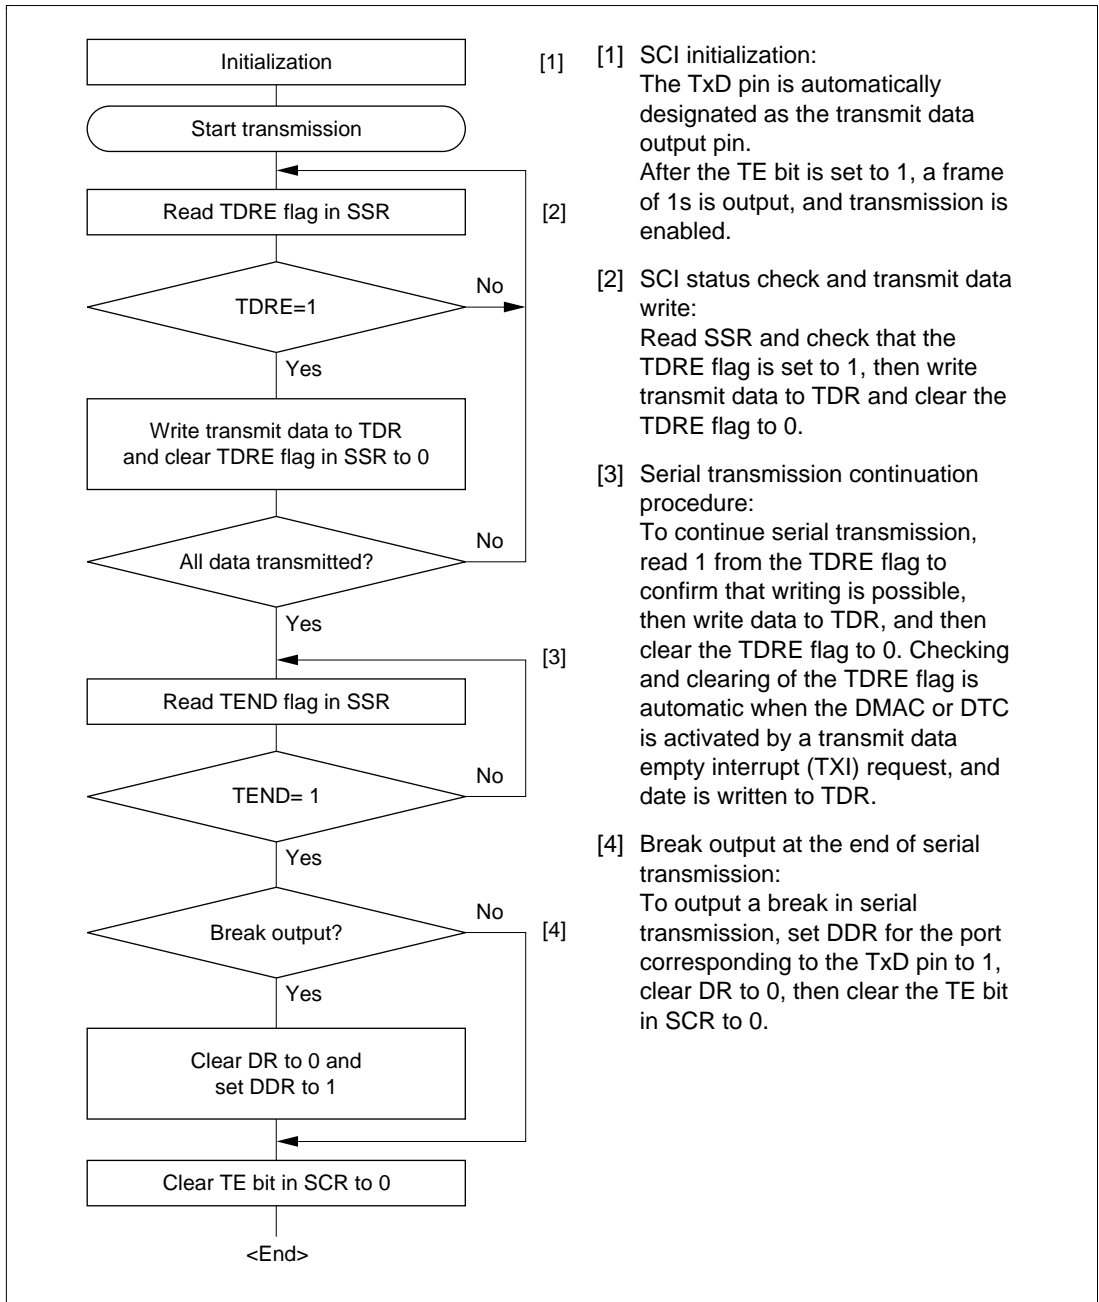 Initialization
[1]
Start transmission
Read TDRE flag in SSR
[2]
TDRE=1
No
Yes
Write transmit data to TDR
and clear TDRE flag in SSR to 0
All data transmitted?
No
Yes
[3]
Read TEND flag in SSR
TEND= 1
No
Yes
Break output?
No
[4]
Yes
Clear DR to 0 and
set DDR to 1
Clear TE bit in SCR to 0
<End>
[1] SCI initialization:
The TxD pin is automatically
designated as the transmit data
output pin.
After the TE bit is set to 1, a frame
of 1s is output, and transmission is
enabled.
[2] SCI status check and transmit data
write:
Read SSR and check that the
TDRE flag is set to 1, then write
transmit data to TDR and clear the
TDRE flag to 0.
[3] Serial transmission continuation
procedure:
To continue serial transmission,
read 1 from the TDRE flag to
confirm that writing is possible,
then write data to TDR, and then
clear the TDRE flag to 0. Checking
and clearing of the TDRE flag is
automatic when the DMAC or DTC
is activated by a transmit data
empty interrupt (TXI) request, and
date is written to TDR.
[4] Break output at the end of serial
transmission:
To output a break in serial
transmission, set DDR for the port
corresponding to the TxD pin to 1,
clear DR to 0, then clear the TE bit
in SCR to 0.